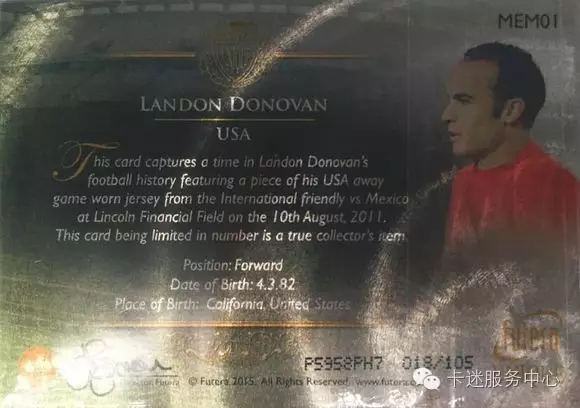 MEM01
LANDON DONOVAN
USA
This card captures a time in Landon Donovan's
football history featuring a piece of his USA away
game worn jersey from the International friendly vs Mexico
at Lincoln Financial Field on the 10th August, 2011.
This card being limited in number is a true collector's item.
Position: Forward
Date of Birth: 4.3.82
Place of Birth: California, United States
futera
PS958PH7 018/105
Futera © Futera 2015. All Rights Reserved. www.futera.co
卡迷服务中心